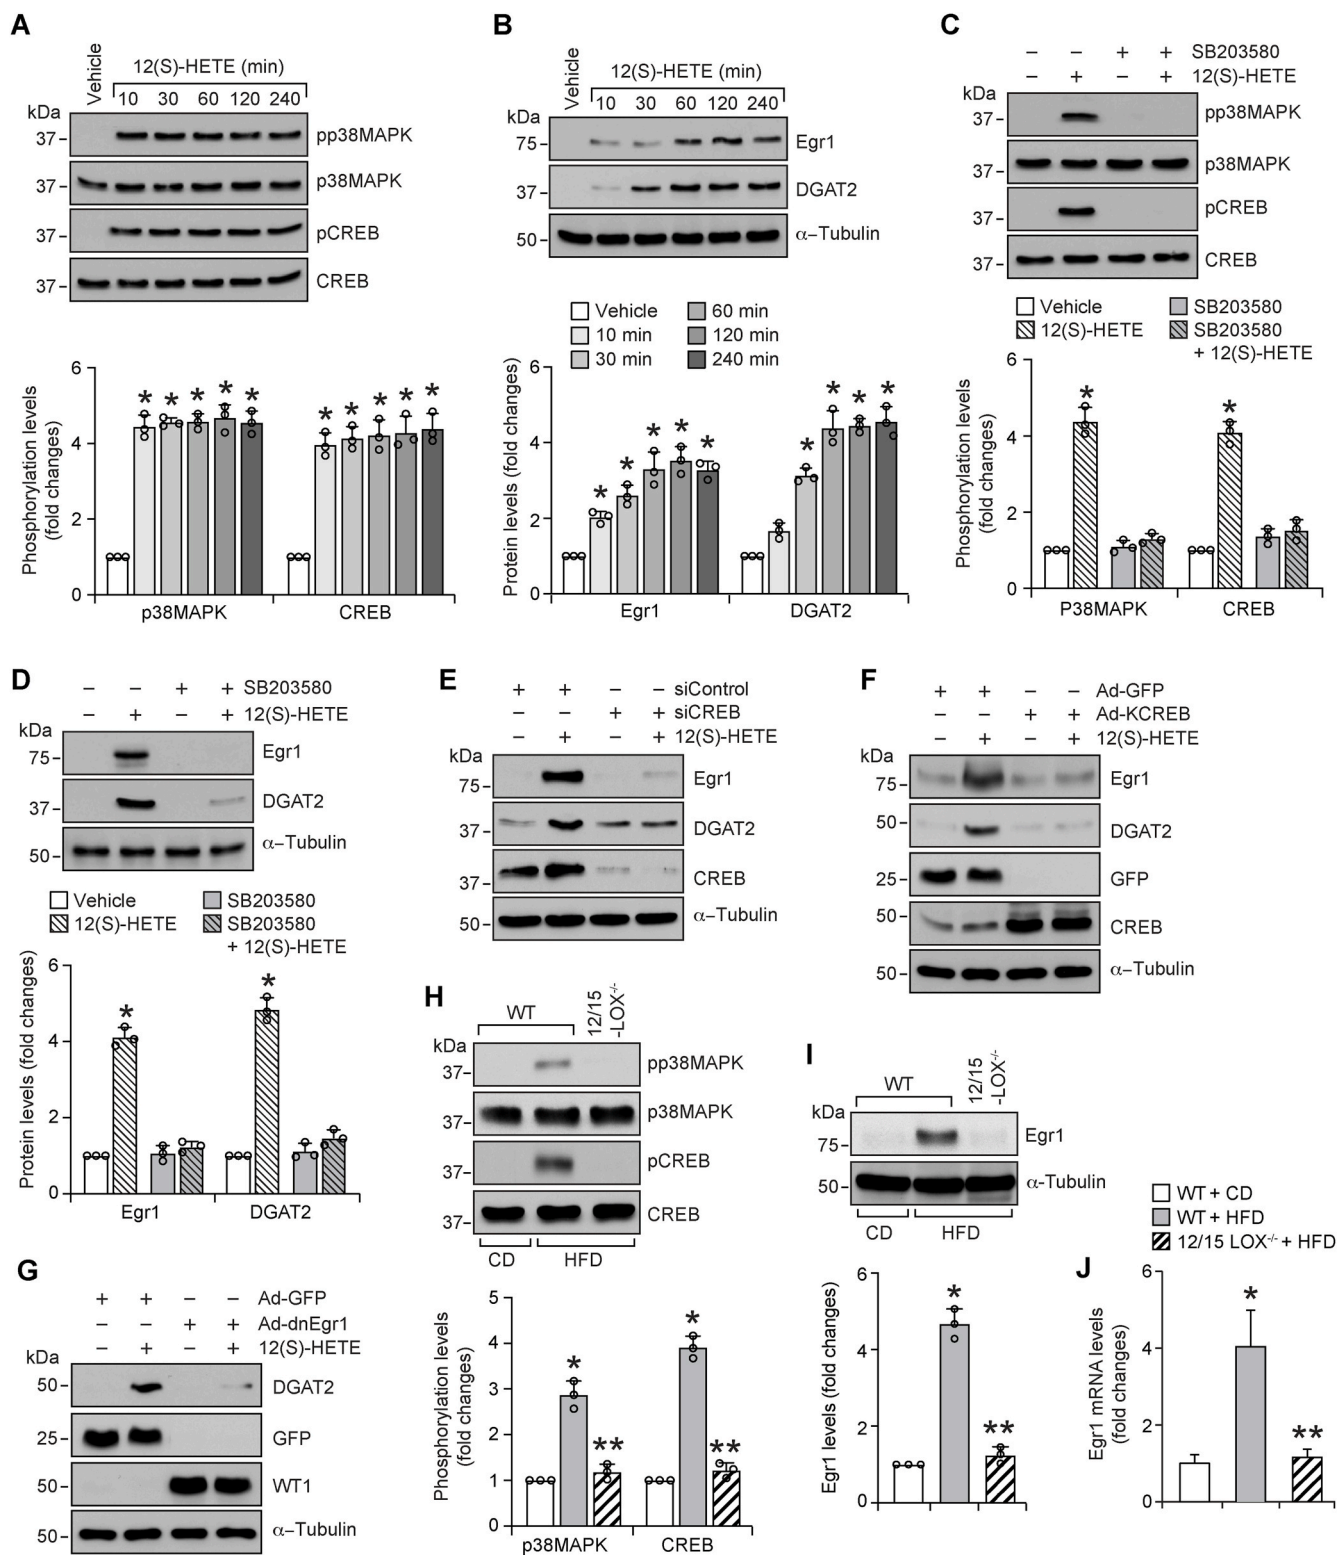 A
Vehicle
12(S)-HETE (min)
10 30 60 120 240
kDa
37 pp38MAPK
37 p38MAPK
37 pCREB
37 CREB
Phosphorylation levels
(fold changes)
6
4
2
0
* * * * * * * * * *
p38MAPK CREB
B
Vehicle
12(S)-HETE (min)
10 30 60 120 240
kDa
75 Egr1
37 DGAT2
50 α–Tubulin
Vehicle 60 min
10 min 120 min
30 min 240 min
Protein levels (fold changes)
6
4
2
0
* * * * * * * * *
Egr1 DGAT2
C
– – + + SB203580
– + – + 12(S)-HETE
kDa
37 pp38MAPK
p38MAPK
37 pCREB
37 CREB
Vehicle SB203580
12(S)-HETE SB203580
+ 12(S)-HETE
Phosphorylation levels
(fold changes)
6
4
2
0
* *
P38MAPK CREB
D
– – + + SB203580
– + – + 12(S)-HETE
kDa
75 Egr1
37 DGAT2
50 α–Tubulin
Vehicle SB203580
12(S)-HETE SB203580
+ 12(S)-HETE
Protein levels (fold changes)
6
4
2
0
* *
Egr1 DGAT2
E
+ + – – siControl
– – + + siCREB
– + – + 12(S)-HETE
kDa
75 Egr1
37 DGAT2
37 CREB
50 α–Tubulin
F
+ + – – Ad-GFP
– – + + Ad-KCREB
– + – + 12(S)-HETE
kDa
75 Egr1
50 DGAT2
25 GFP
50 CREB
50 α–Tubulin
G
+ + – – Ad-GFP
– – + + Ad-dnEgr1
– + – + 12(S)-HETE
kDa
50 DGAT2
25 GFP
50 WT1
50 α–Tubulin
H
WT
12/15
-LOX-/-
kDa
37 pp38MAPK
37 p38MAPK
37 pCREB
37 CREB
CD HFD
Phosphorylation levels
(fold changes)
5
4
3
2
1
0
* ** * **
p38MAPK CREB
I
WT
12/15
-LOX-/-
kDa
75 Egr1
50 α-Tubulin
CD HFD
Egr1 levels (fold changes)
6
4
2
0
* **
WT + CD
WT + HFD
12/15 LOX-/- + HFD
J
Egr1 mRNA levels
(fold changes)
6
4
2
0
* **